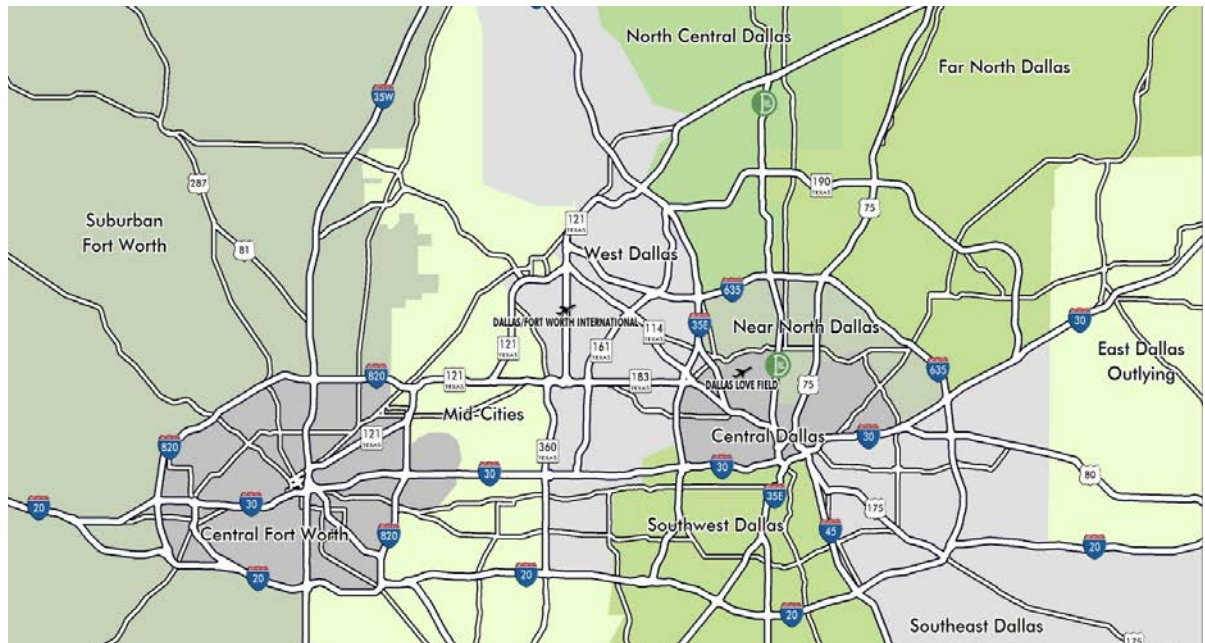 North Central Dallas
Far North Dallas
35W
287
190
TEXAS
75
Suburban
Fort Worth
121
TEXAS
81
West Dallas
635
DALLAS/FORT WORTH INTERNATIONAL
114
TEXAS
35E
Near North Dallas
30
121
TEXAS
161
TEXAS
East Dallas
Outlying
820
121
TEXAS
183
TEXAS
DALLAS LOVE FIELD
75
TEXAS
635
Mid-Cities
820
121
TEXAS
360
TEXAS
Central Dallas
30
30
30
80
20
30
35E
Central Fort Worth
820
Southwest Dallas
45
175
20
20
20
20
Southeast Dallas
175